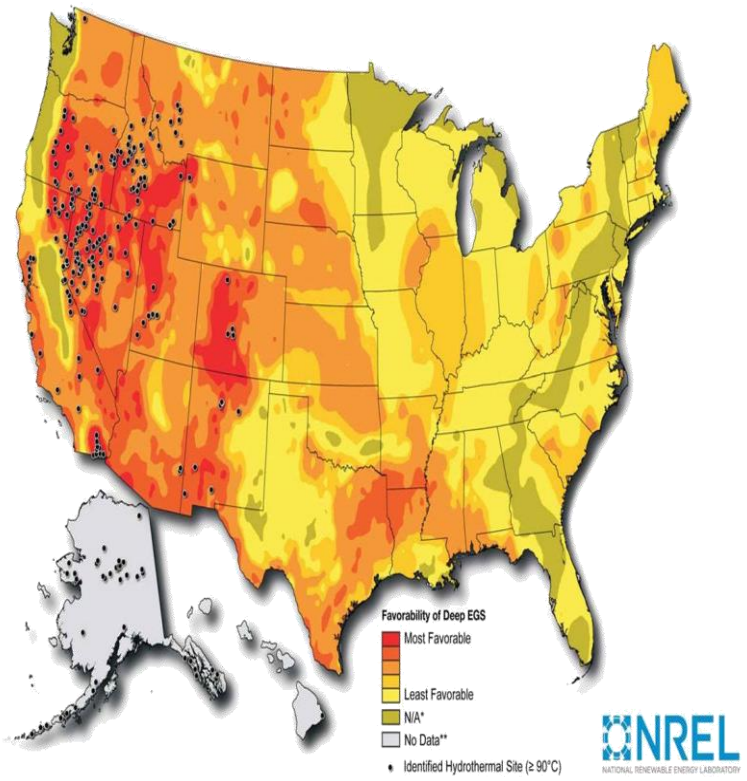 Favorability of Deep EGS
Most Favorable
Least Favorable
N/A*
No Data**
Identified Hydrothermal Site (≥ 90°C)
NREL
NATIONAL RENEWABLE ENERGY LABORATORY